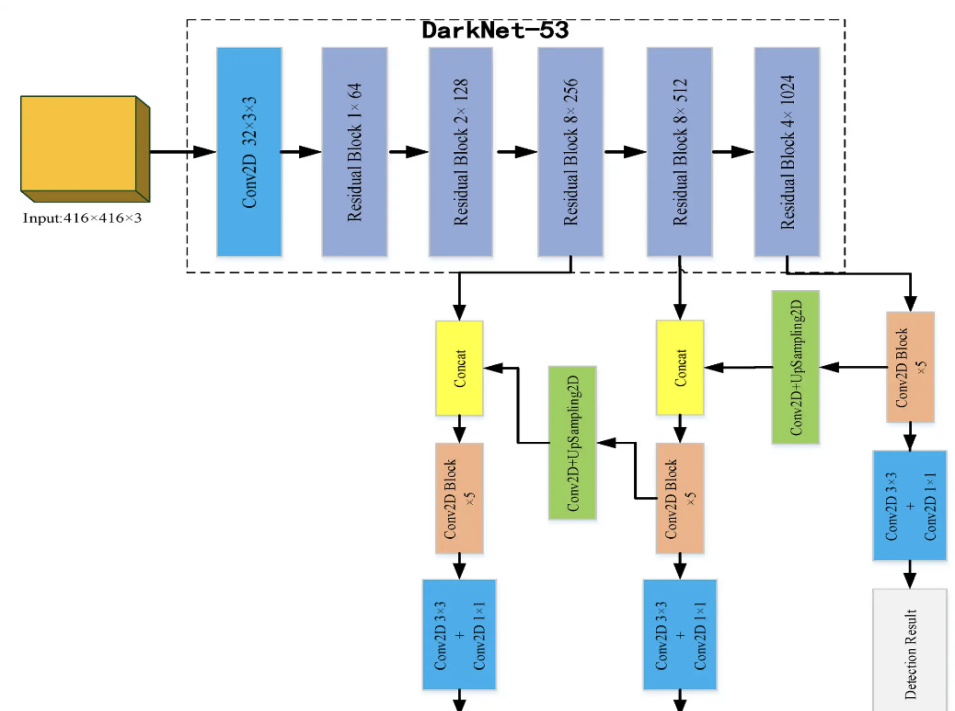 DarkNet-53
Conv2D 32×3×3
Residual Block 1× 64
Residual Block 2× 128
Residual Block 8× 256
Residual Block 8× 512
Residual Block 4× 1024
Input:416×416×3
Concat
Conv2D+UpSampling2D
Concat
Conv2D+UpSampling2D
Conv2D Block
×5
Conv2D Block
×5
Conv2D Block
×5
Conv2D 3×3
+
Conv2D 1×1
Conv2D 3×3
+
Conv2D 1×1
Conv2D 3×3
+
Conv2D 1×1
Detection Result